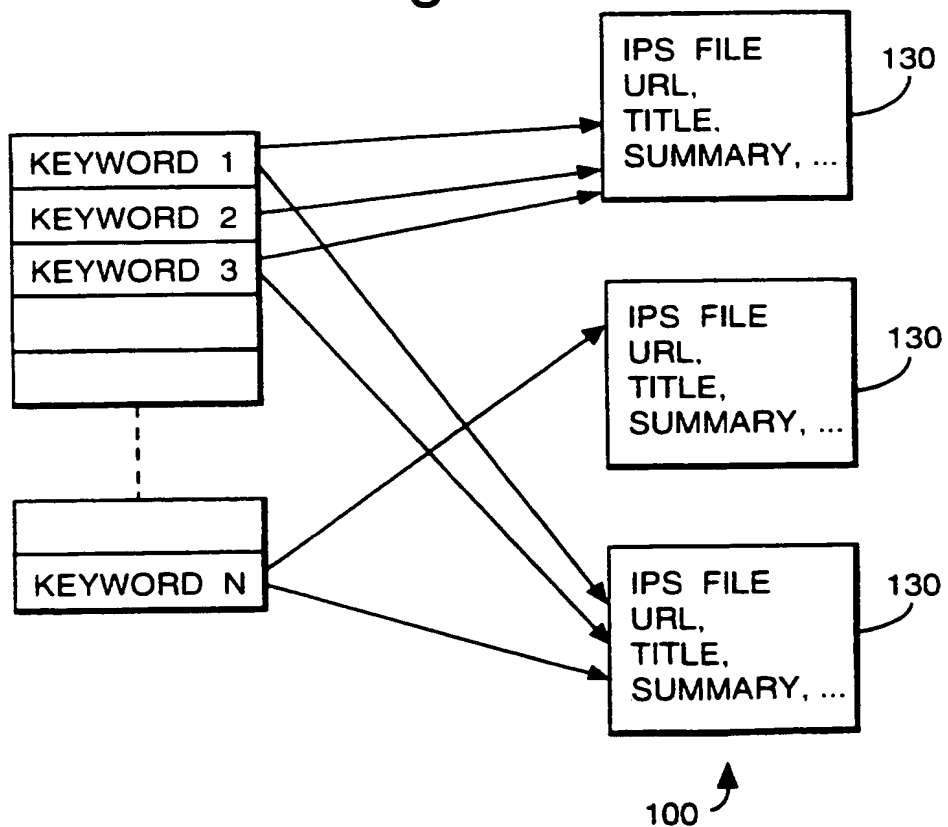 KEYWORD 1
KEYWORD 2
KEYWORD 3
KEYWORD N
IPS FILE
URL,
TITLE,
SUMMARY, ...
130
IPS FILE
URL,
TITLE,
SUMMARY, ...
130
IPS FILE
URL,
TITLE,
SUMMARY, ...
130
100